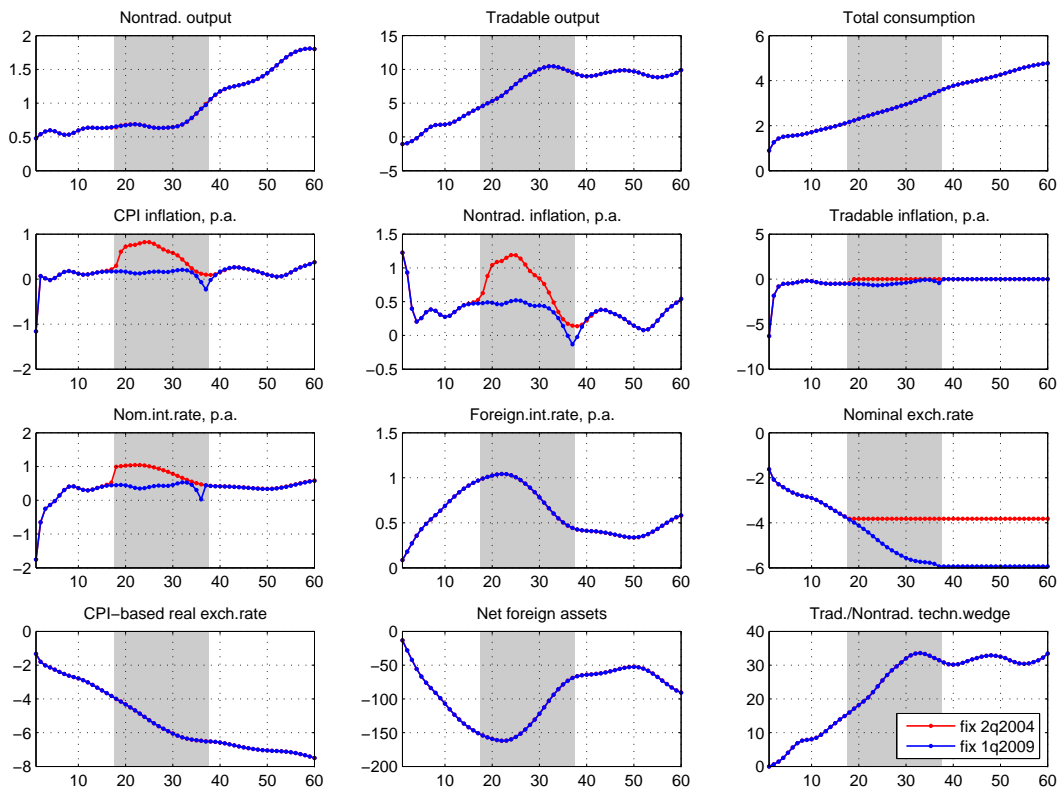 Nontrad. output
Tradable output
Total consumption
2
1.5
1
0.5
0
10 20 30 40 50 60
15
10
5
0
−5
10 20 30 40 50 60
6
4
2
0
10 20 30 40 50 60
CPI inflation, p.a.
Nontrad. inflation, p.a.
Tradable inflation, p.a.
1
0
−1
−2
10 20 30 40 50 60
1.5
1
0.5
0
−0.5
10 20 30 40 50 60
5
0
−5
−10
10 20 30 40 50 60
Nom.int.rate, p.a.
Foreign.int.rate, p.a.
Nominal exch.rate
2
1
0
−1
−2
10 20 30 40 50 60
1.5
1
0.5
0
10 20 30 40 50 60
0
−2
−4
−6
10 20 30 40 50 60
CPI−based real exch.rate
Net foreign assets
Trad./Nontrad. techn.wedge
0
−2
−4
−6
−8
10 20 30 40 50 60
0
−50
−100
−150
−200
10 20 30 40 50 60
40
30
20
10
0
10 20 30 40 50 60
fix 2q2004
fix 1q2009